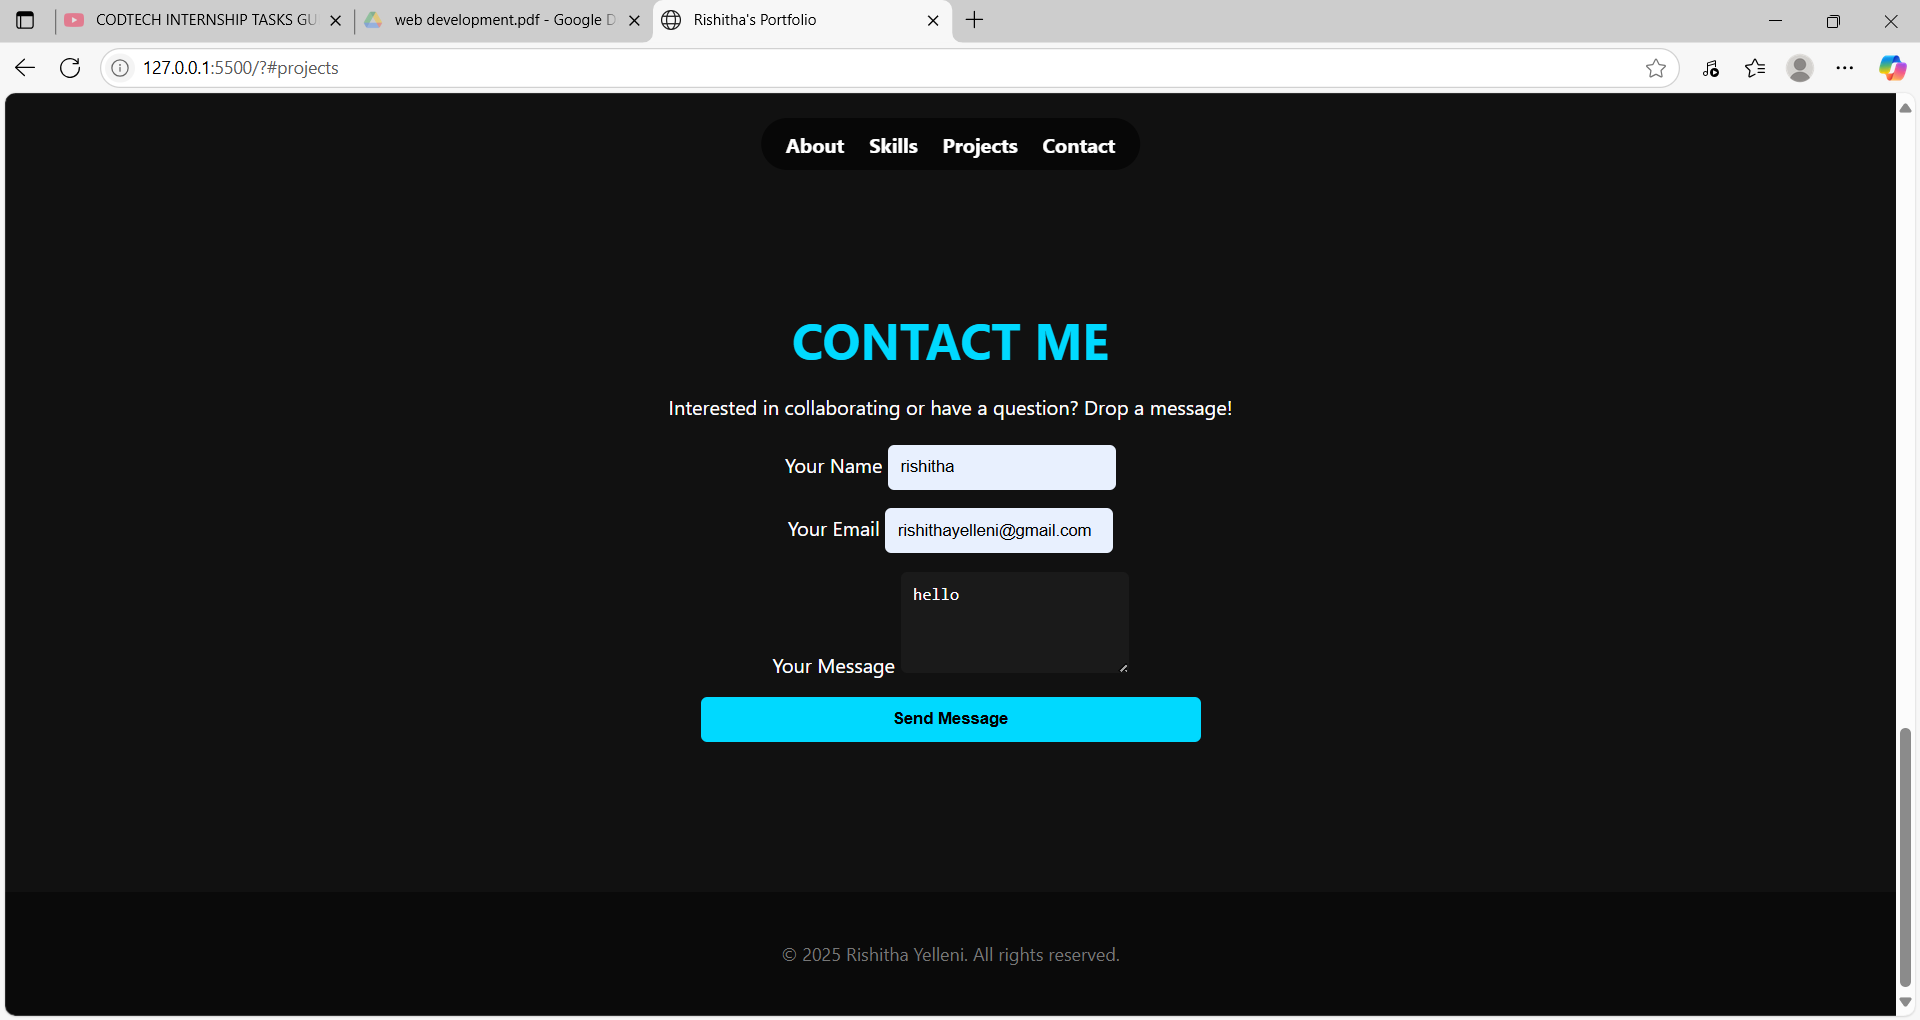 CODTECH INTERNSHIP TASKS GU
web development.pdf - Google D
Rishitha's Portfolio
127.0.0.1:5500/?#projects
About Skills Projects Contact
CONTACT ME
Interested in collaborating or have a question? Drop a message!
Your Name rishitha
Your Email rishithayelleni@gmail.com
hello
Your Message
Send Message
© 2025 Rishitha Yelleni. All rights reserved.